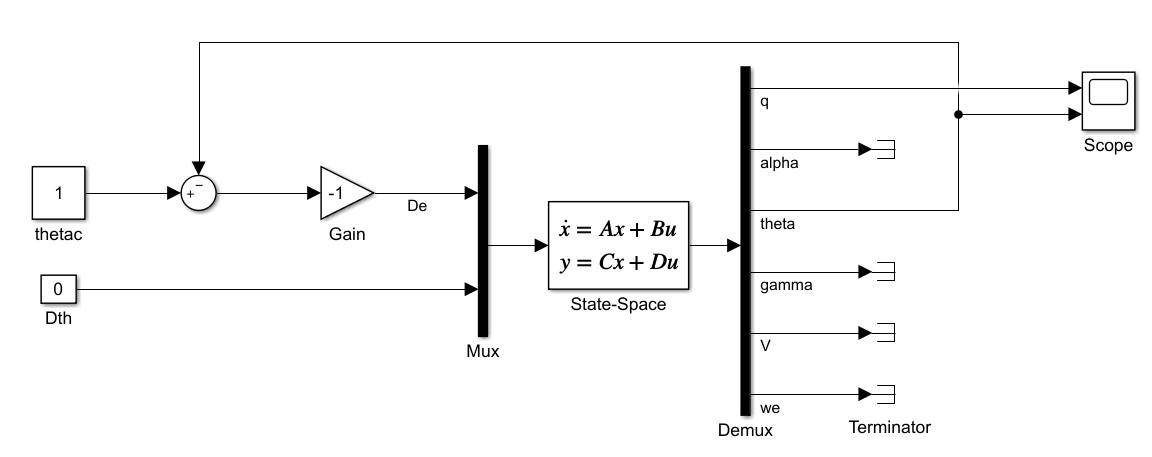 q
Scope
alpha
+ −
1
-1
thetac
De
Gain
theta
ẋ = Ax + Bu
y = Cx + Du
State-Space
0
Dth
gamma
Mux
V
we
Demux
Terminator